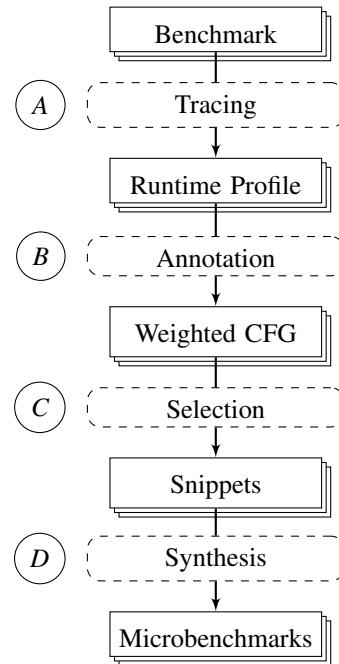 Benchmark
A Tracing
Runtime Profile
B Annotation
Weighted CFG
C Selection
Snippets
D Synthesis
Microbenchmarks